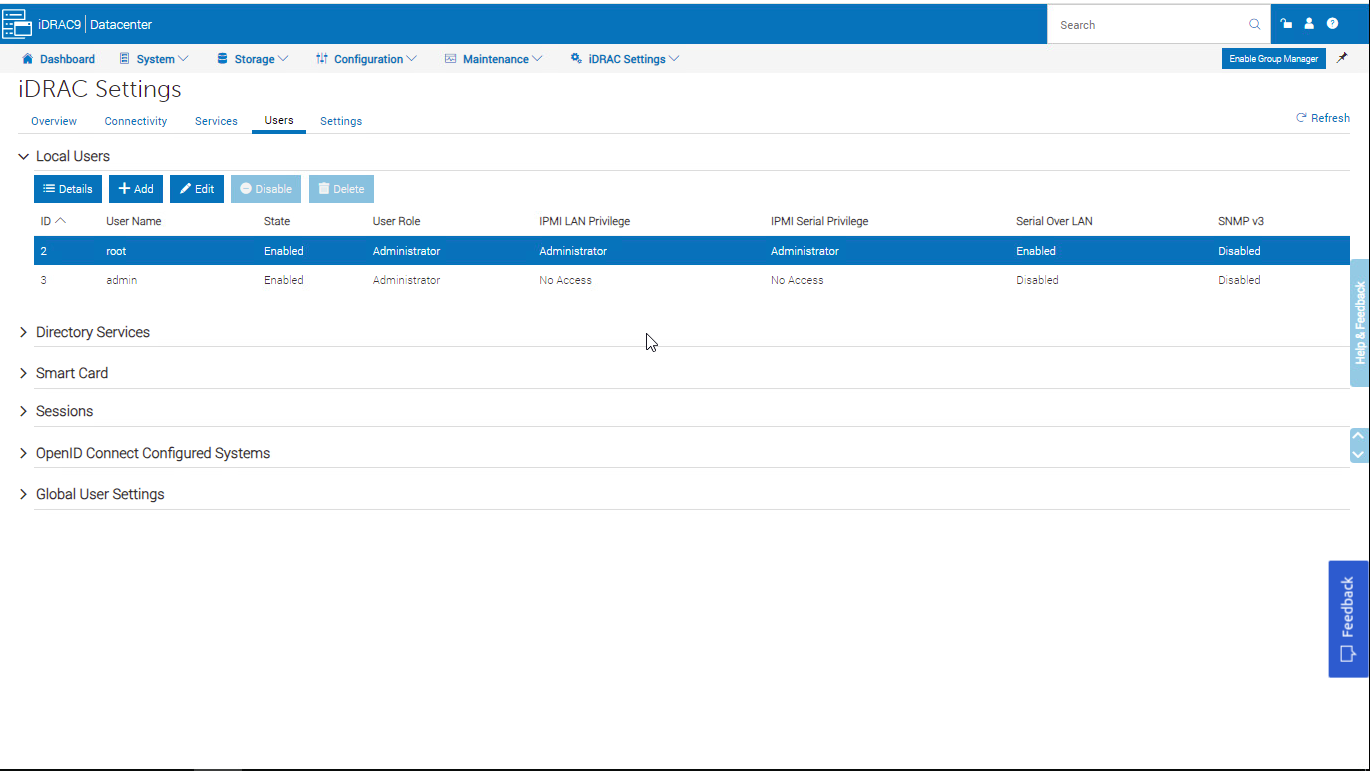 iDRAC9 | Datacenter
Search
Dashboard System Storage Configuration Maintenance iDRAC Settings Enable Group Manager
iDRAC Settings
Overview Connectivity Services Users Settings Refresh
Local Users
Details Add Edit Disable Delete
ID User Name State User Role IPMI LAN Privilege IPMI Serial Privilege Serial Over LAN SNMP v3
2 root Enabled Administrator Administrator Administrator Enabled Disabled
3 admin Enabled Administrator No Access No Access Disabled Disabled
Help & Feedback
Directory Services
Smart Card
Sessions
OpenID Connect Configured Systems
Global User Settings
Feedback